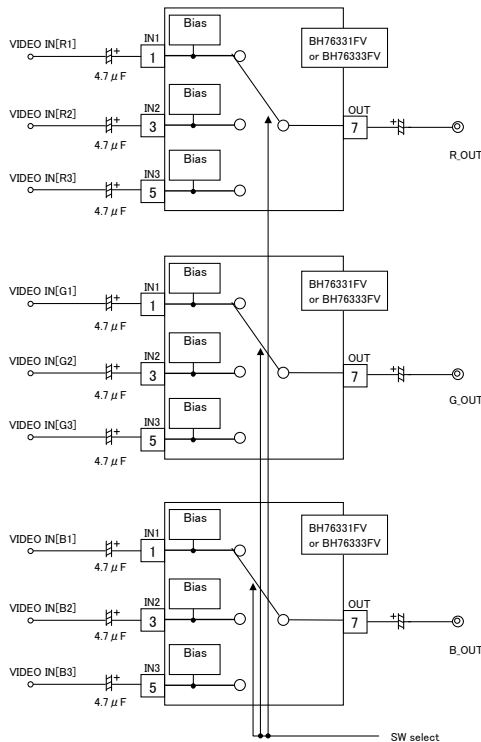 Bias
BH76331FV
or BH76333FV
VIDEO IN[R1]
IN1
1
4.7μF
Bias
VIDEO IN[R2]
IN2
3
4.7μF
OUT
7
R_OUT
Bias
VIDEO IN[R3]
IN3
5
4.7μF
Bias
BH76331FV
or BH76333FV
VIDEO IN[G1]
IN1
1
4.7μF
Bias
VIDEO IN[G2]
IN2
3
4.7μF
OUT
7
G_OUT
Bias
VIDEO IN[G3]
IN3
5
4.7μF
Bias
BH76331FV
or BH76333FV
VIDEO IN[B1]
IN1
1
4.7μF
Bias
VIDEO IN[B2]
IN2
3
4.7μF
OUT
7
B_OUT
Bias
VIDEO IN[B3]
IN3
5
4.7μF
SW select